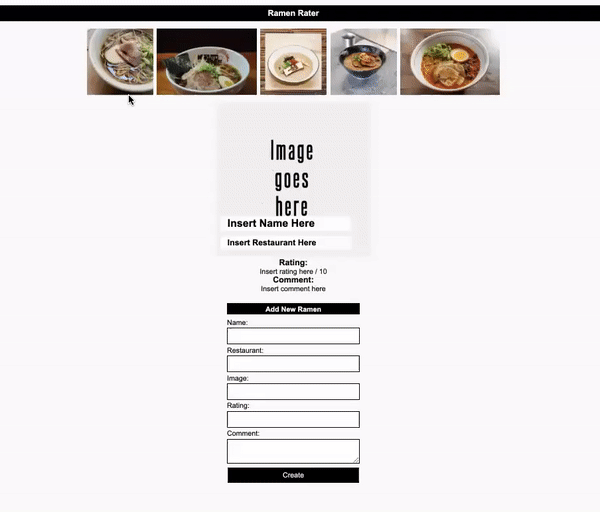 Ramen Rater
Image
goes
here
Insert Name Here
Insert Restaurant Here
Rating:
Insert rating here / 10
Comment:
Insert comment here
Add New Ramen
Name:
Restaurant:
Image:
Rating:
Comment:
Create